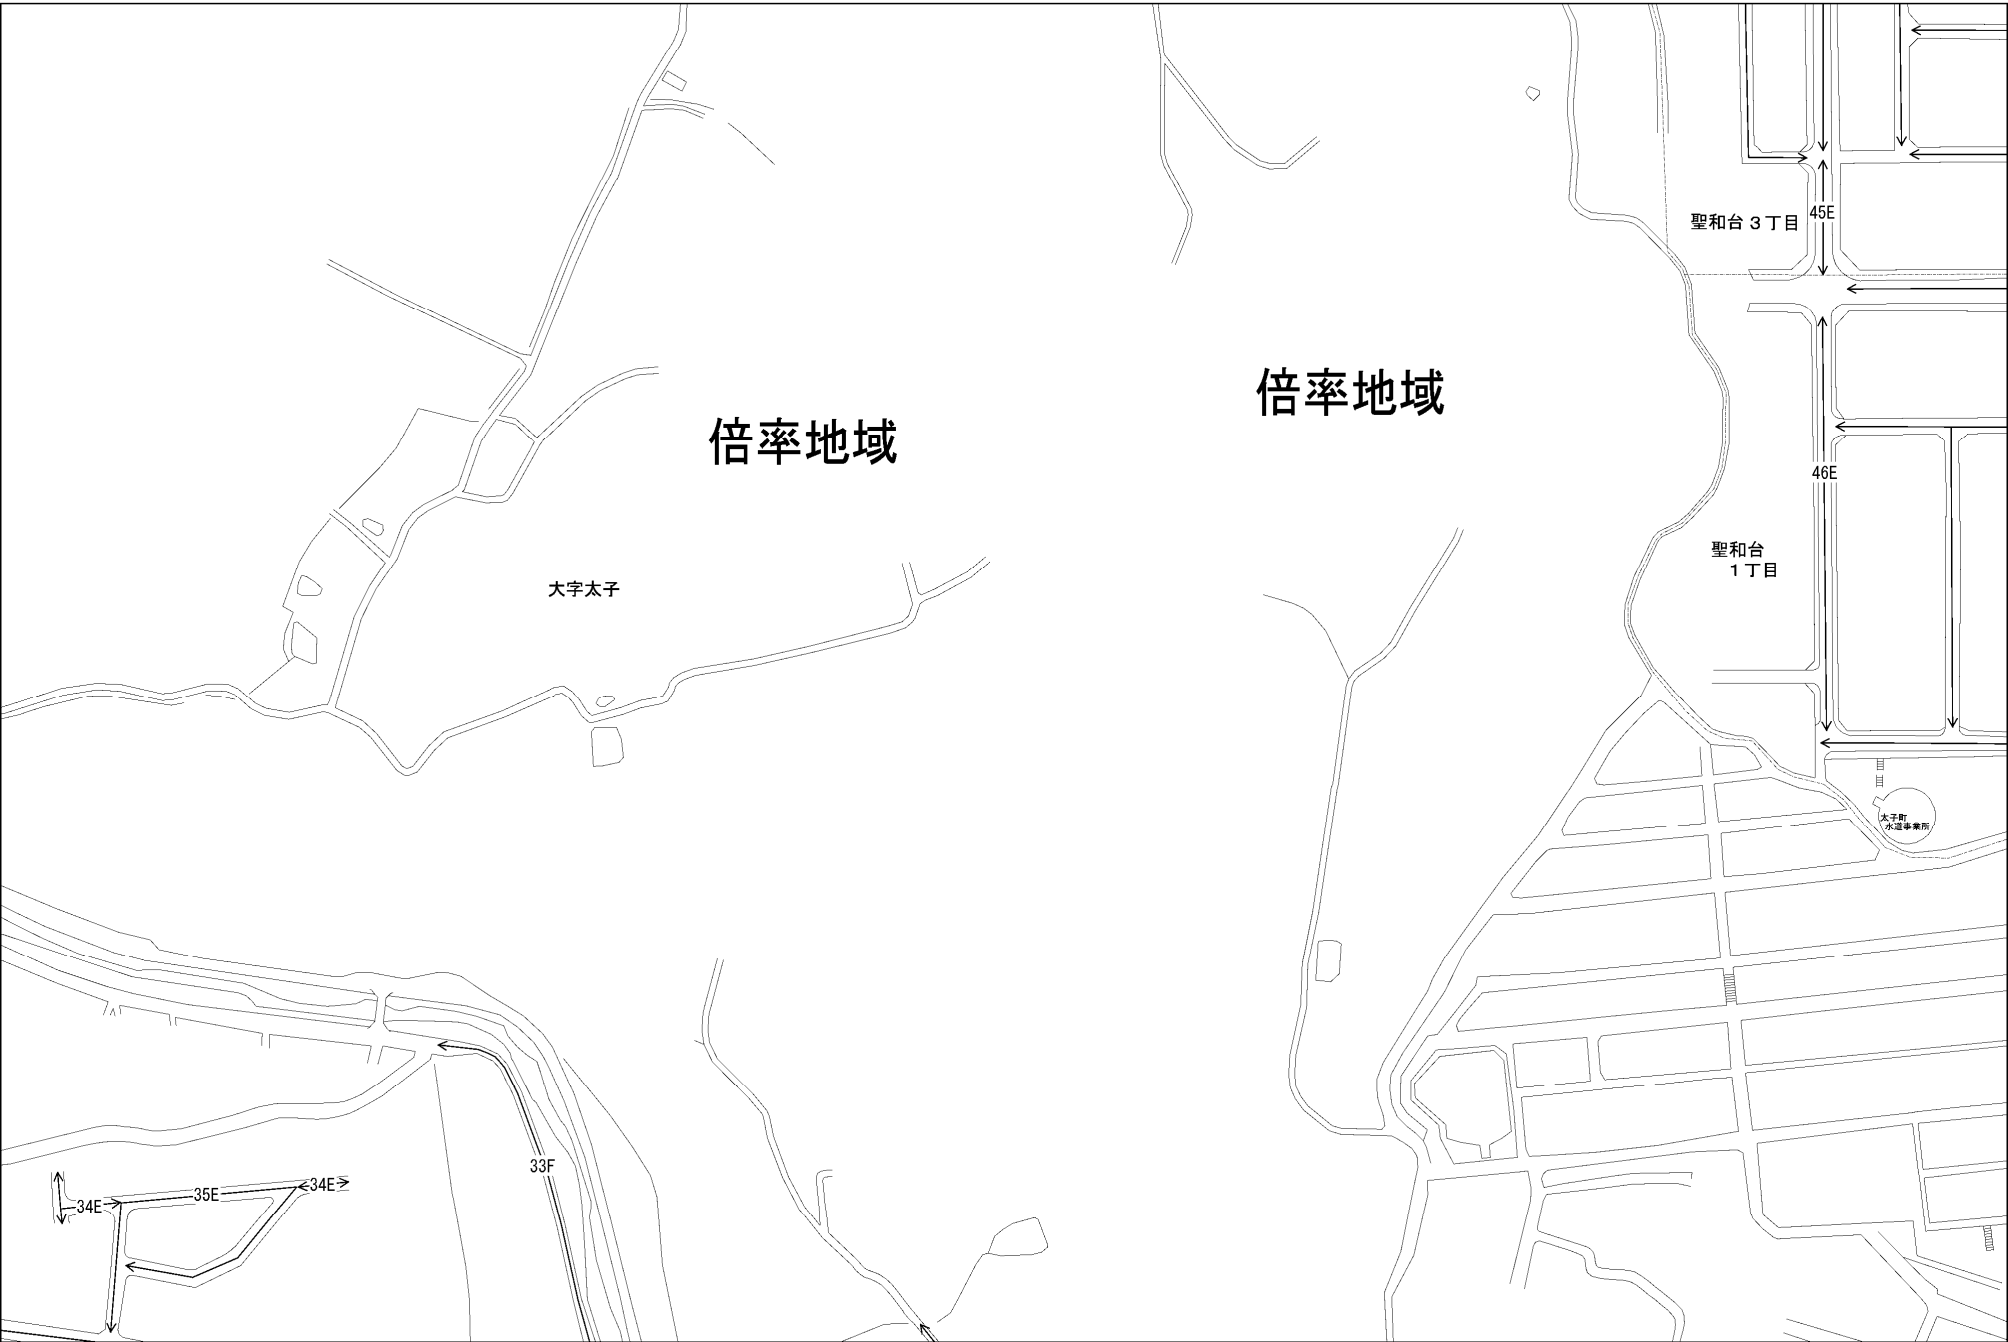 聖和台3丁目
45E
倍率地域
倍率地域
46E
聖和台
1丁目
大字太子
太子町
水道事業所
33F
34E
35E
34E